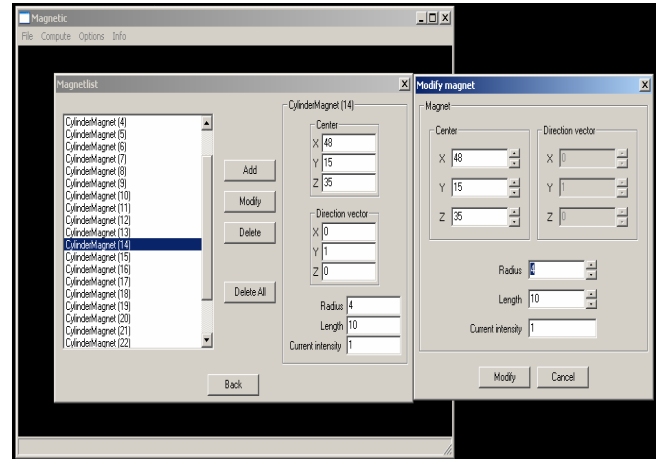 Magnetic
File Compute Options Info
Magnetlist
CylinderMagnet (4)
CylinderMagnet (5)
CylinderMagnet (6)
CylinderMagnet (7)
CylinderMagnet (8)
CylinderMagnet (9)
CylinderMagnet (10)
CylinderMagnet (11)
CylinderMagnet (12)
CylinderMagnet (13)
CylinderMagnet (14)
CylinderMagnet (15)
CylinderMagnet (16)
CylinderMagnet (17)
CylinderMagnet (18)
CylinderMagnet (19)
CylinderMagnet (20)
CylinderMagnet (21)
CylinderMagnet (22)
Add
Modify
Delete
Delete All
Back
CylinderMagnet (14)
Center
X 48
Y 15
Z 35
Direction vector
X 0
Y 1
Z 0
Radius 4
Length 10
Current intensity 1
Modify magnet
Magnet
Center
X 48
Y 15
Z 35
Direction vector
X 0
Y 1
Z 0
Radius 4
Length 10
Current intensity 1
Modify Cancel